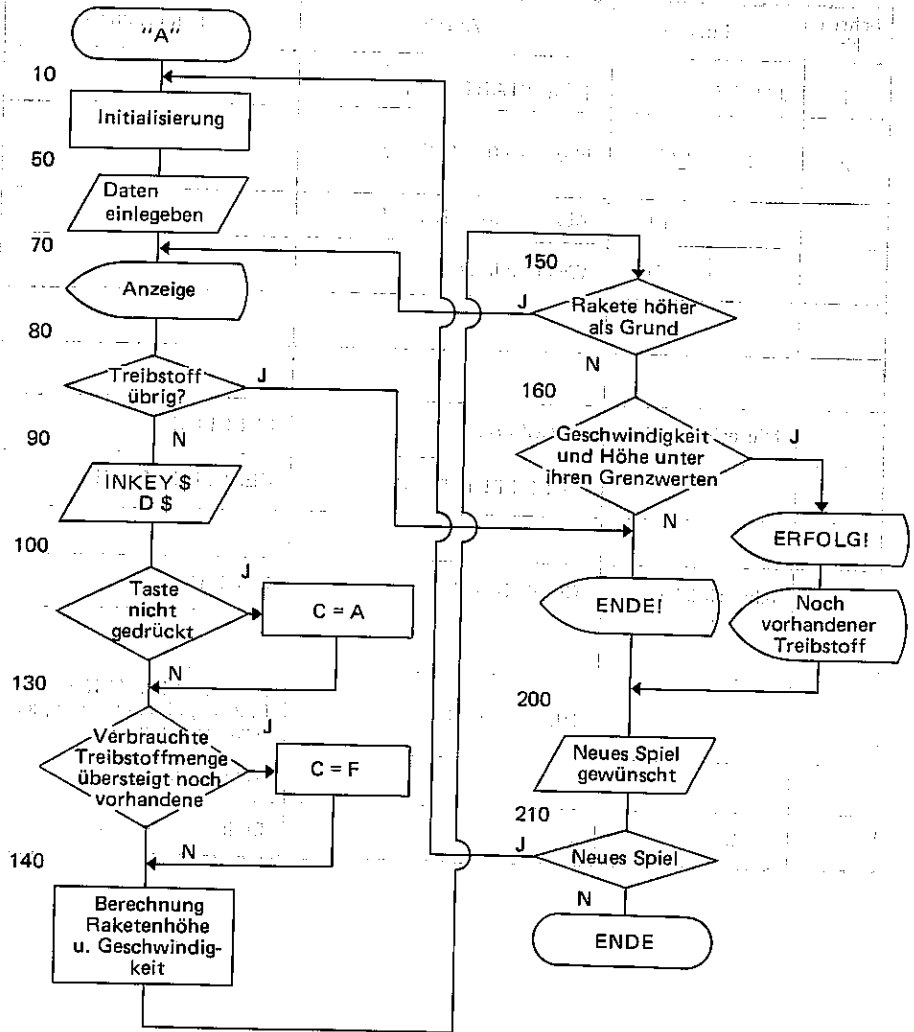 "A"
10
Initialisierung
50
Daten
einlegeben
70
Anzeige
80
Treibstoff
übrig?
J
N
90
INKEY $
D $
100
Taste
nicht
gedrückt
J
C = A
N
130
Verbrauchte
Treibstoffmenge
übersteigt noch
vorhandene
J
C = F
N
140
Berechnung
Raketenhöhe
u. Geschwindig-
keit
150
Rakete höher
als Grund
J
N
160
Geschwindigkeit
und Höhe unter
ihren Grenzwerten
J
N
ERFOLG!
Noch
vorhandener
Treibstoff
ENDE!
200
Neues Spiel
gewünscht
210
Neues Spiel
J
N
ENDE